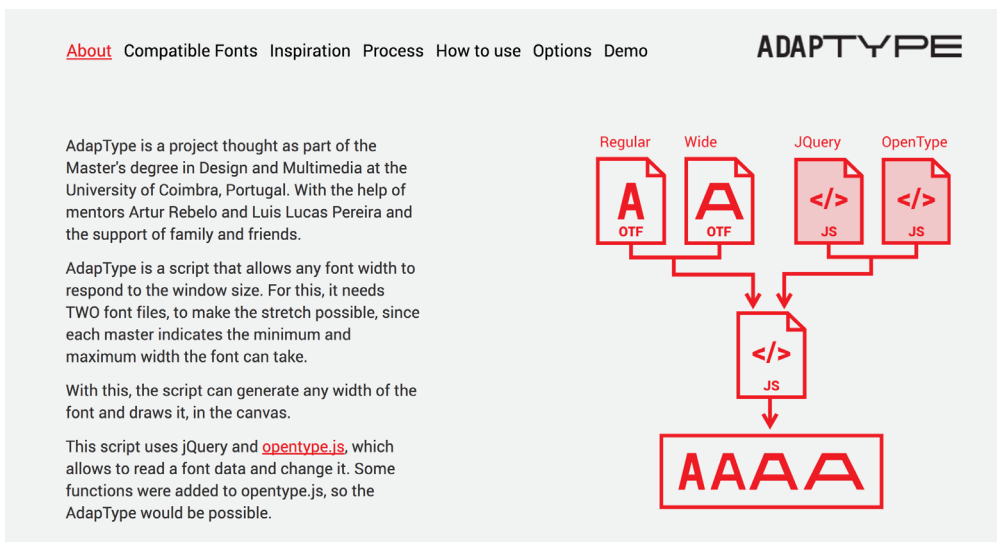 About Compatible Fonts Inspiration Process How to use Options Demo
ADAPTYPE
AdapType is a project thought as part of the
Master's degree in Design and Multimedia at the
University of Coimbra, Portugal. With the help of
mentors Artur Rebelo and Luis Lucas Pereira and
the support of family and friends.
AdapType is a script that allows any font width to
respond to the window size. For this, it needs
TWO font files, to make the stretch possible, since
each master indicates the minimum and
maximum width the font can take.
With this, the script can generate any width of the
font and draws it, in the canvas.
This script uses jQuery and opentype.js, which
allows to read a font data and change it. Some
functions were added to opentype.js, so the
AdapType would be possible.
Regular Wide JQuery OpenType
A A </> </>
OTF OTF JS JS
</>
JS
AAAA